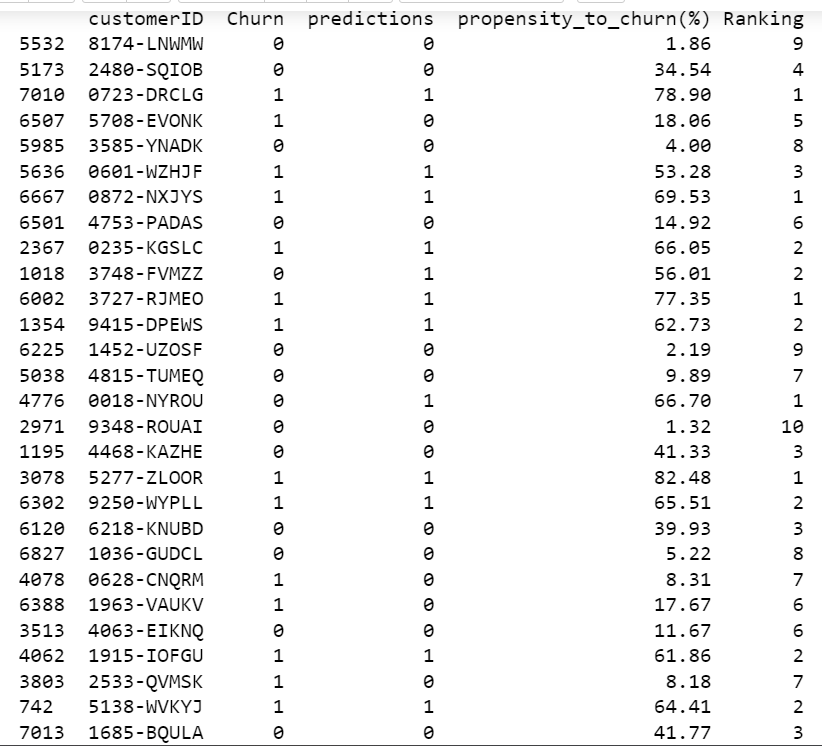 customerID Churn predictions propensity_to_churn(%) Ranking
5532 8174-LNWMW 0 0 1.86 9
5173 2480-SQIOB 0 0 34.54 4
7010 0723-DRCLG 1 1 78.90 1
6507 5708-EVONK 1 0 18.06 5
5985 3585-YNADK 0 0 4.00 8
5636 0601-WZHJF 1 1 53.28 3
6667 0872-NXJYS 1 1 69.53 1
6501 4753-PADAS 0 0 14.92 6
2367 0235-KGSLC 1 1 66.05 2
1018 3748-FVMZZ 0 1 56.01 2
6002 3727-RJMEO 1 1 77.35 1
1354 9415-DPEWS 1 1 62.73 2
6225 1452-UZOSF 0 0 2.19 9
5038 4815-TUMEQ 0 0 9.89 7
4776 0018-NYROU 0 1 66.70 1
2971 9348-ROUAI 0 0 1.32 10
1195 4468-KAZHE 0 0 41.33 3
3078 5277-ZLOOR 1 1 82.48 1
6302 9250-WYPLL 1 1 65.51 2
6120 6218-KNUBD 0 0 39.93 3
6827 1036-GUDCL 0 0 5.22 8
4078 0628-CNQRM 1 0 8.31 7
6388 1963-VAUKV 1 0 17.67 6
3513 4063-EIKNQ 0 0 11.67 6
4062 1915-IOFGU 1 1 61.86 2
3803 2533-QVMSK 1 0 8.18 7
742 5138-WVKYJ 1 1 64.41 2
7013 1685-BQULA 0 0 41.77 3